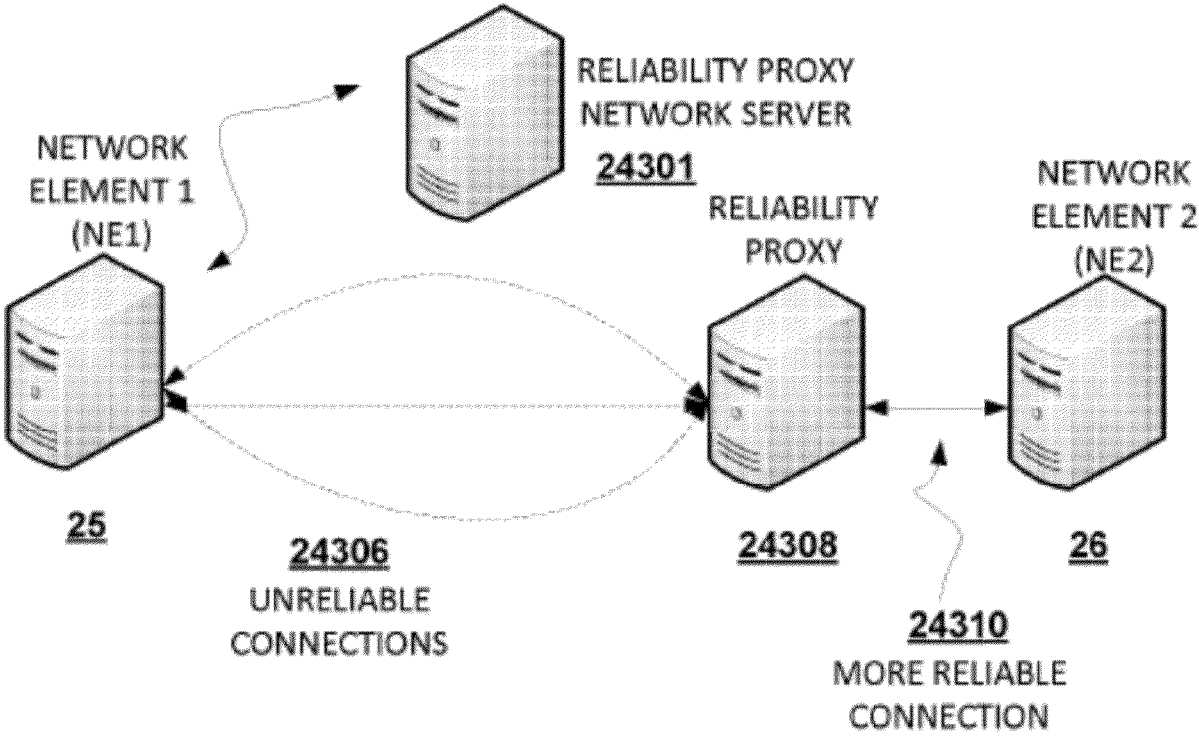 RELIABILITY PROXY
NETWORK SERVER
24301
NETWORK
ELEMENT 1
(NE1)
RELIABILITY
PROXY
NETWORK
ELEMENT 2
(NE2)
25
24306
UNRELIABLE
CONNECTIONS
24308
26
24310
MORE RELIABLE
CONNECTION